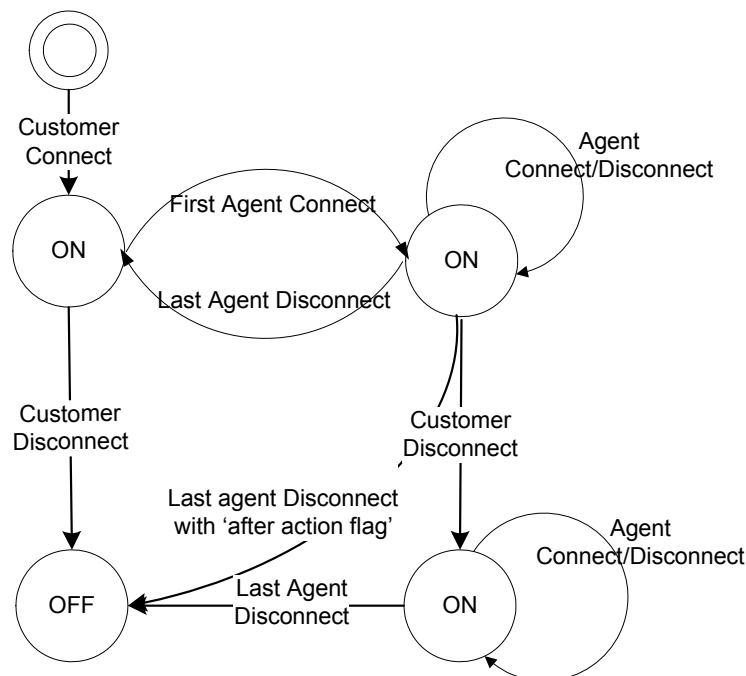 Customer
Connect
Agent
Connect/Disconnect
First Agent Connect
ON
ON
Last Agent Disconnect
Customer
Disconnect
Customer
Disconnect
Last agent Disconnect
with ‘after action flag’
Agent
Connect/Disconnect
OFF
Last Agent
Disconnect
ON